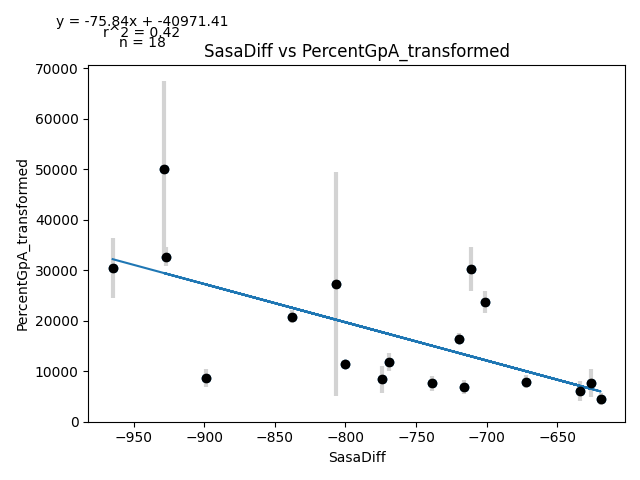 y = -75.84x + -40971.41
r^2 = 0.42
n = 18
SasaDiff vs PercentGpA_transformed
70000
60000
50000
40000
30000
20000
10000
0
PercentGpA_transformed
−950 −900 −850 −800 −750 −700 −650
SasaDiff